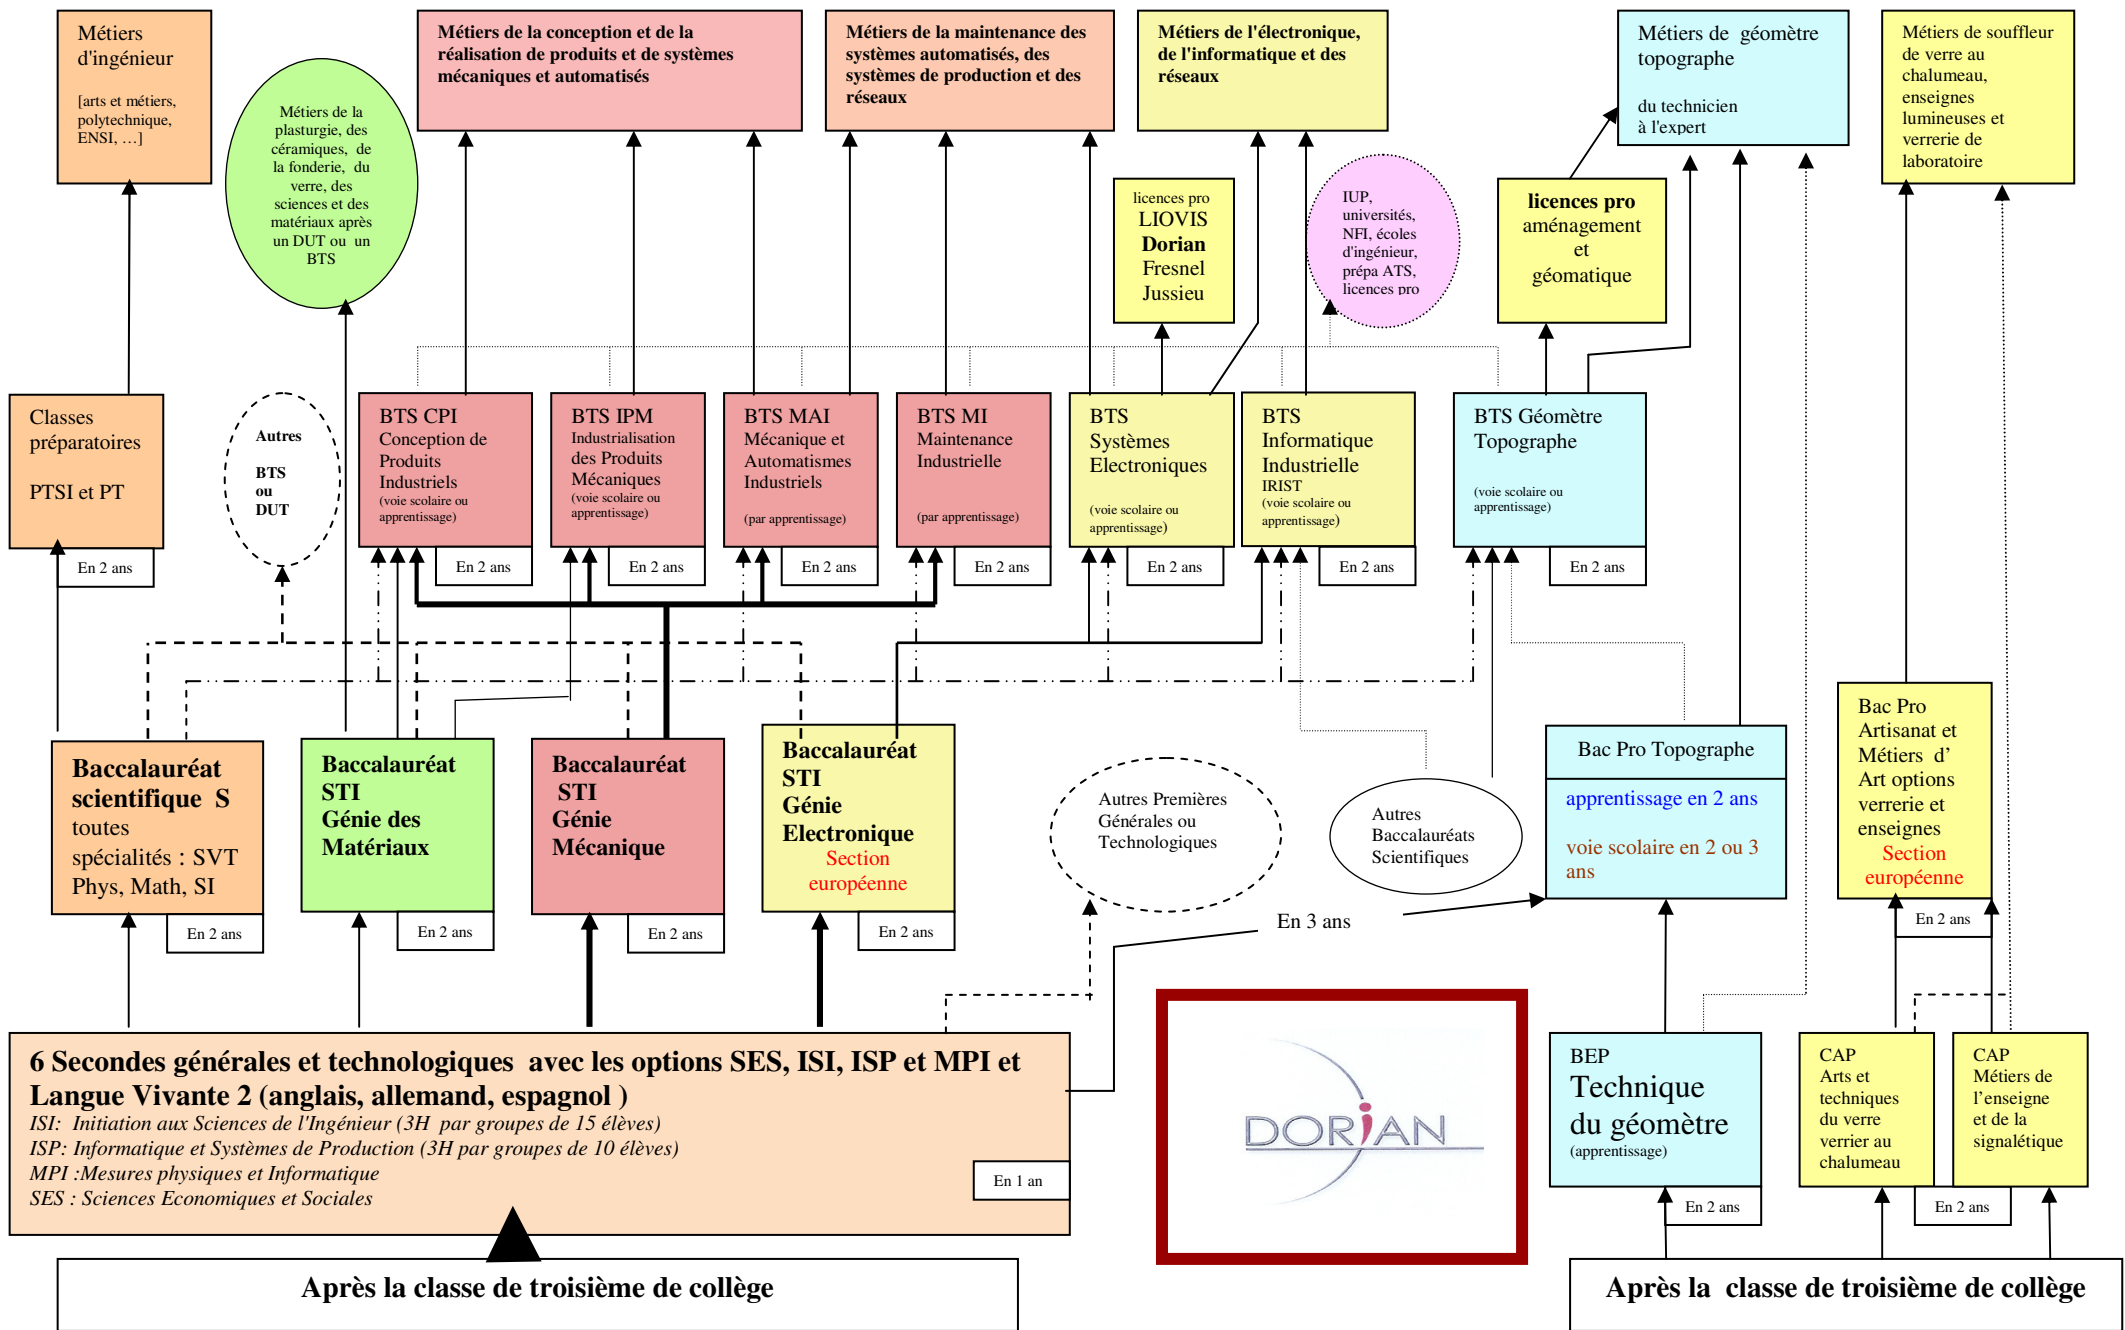 Métiers
d'ingénieur
[arts et métiers,
polytechnique,
ENSI, …]
Métiers de la
plasturgie, des
céramiques, de
la fonderie, du
verre, des
sciences et des
matériaux après
un DUT ou un
BTS
Métiers de la conception et de la
réalisation de produits et de systèmes
mécaniques et automatisés
Métiers de la maintenance des
systèmes automatisés, des
systèmes de production et des
réseaux
Métiers de l'électronique,
de l'informatique et des
réseaux
Métiers de géomètre
topographe
du technicien
à l'expert
Métiers de souffleur
de verre au
chalumeau,
enseignes
lumineuses et
verrerie de
laboratoire
licences pro
LIOVIS
Dorian
Fresnel
Jussieu
IUP,
universités,
NFI, écoles
d'ingénieur,
prépa ATS,
licences pro
licences pro
aménagement
et
géomatique
Classes
préparatoires
PTSI et PT
En 2 ans
Autres
BTS
ou
DUT
BTS CPI
Conception de
Produits
Industriels
(voie scolaire ou
apprentissage)
En 2 ans
BTS IPM
Industrialisation
des Produits
Mécaniques
(voie scolaire ou
apprentissage)
En 2 ans
BTS MAI
Mécanique et
Automatismes
Industriels
(par apprentissage)
En 2 ans
BTS MI
Maintenance
Industrielle
(par apprentissage)
En 2 ans
BTS
Systèmes
Electroniques
(voie scolaire ou
apprentissage)
En 2 ans
BTS
Informatique
Industrielle
IRIST
(voie scolaire ou
apprentissage)
En 2 ans
BTS Géomètre
Topographe
(voie scolaire ou
apprentissage)
En 2 ans
Baccalauréat
scientifique S
toutes
spécialités : SVT
Phys, Math, SI
En 2 ans
Baccalauréat
STI
Génie des
Matériaux
En 2 ans
Baccalauréat
STI
Génie
Mécanique
En 2 ans
Baccalauréat
STI
Génie
Electronique
Section
européenne
En 2 ans
Autres Premières
Générales ou
Technologiques
Autres
Baccalauréats
Scientifiques
Bac Pro Topographe
apprentissage en 2 ans
voie scolaire en 2 ou 3
ans
En 3 ans
Bac Pro
Artisanat et
Métiers d’
Art options
verrerie et
enseignes
Section
européenne
En 2 ans
6 Secondes générales et technologiques avec les options SES, ISI, ISP et MPI et
Langue Vivante 2 (anglais, allemand, espagnol )
ISI: Initiation aux Sciences de l'Ingénieur (3H par groupes de 15 élèves)
ISP: Informatique et Systèmes de Production (3H par groupes de 10 élèves)
MPI :Mesures physiques et Informatique
SES : Sciences Economiques et Sociales
En 1 an
DORiAN
BEP
Technique
du géomètre
(apprentissage)
En 2 ans
CAP
Arts et
techniques
du verre
verrier au
chalumeau
CAP
Métiers de
l’enseigne
et de la
signalétique
En 2 ans
Après la classe de troisième de collège
Après la classe de troisième de collège